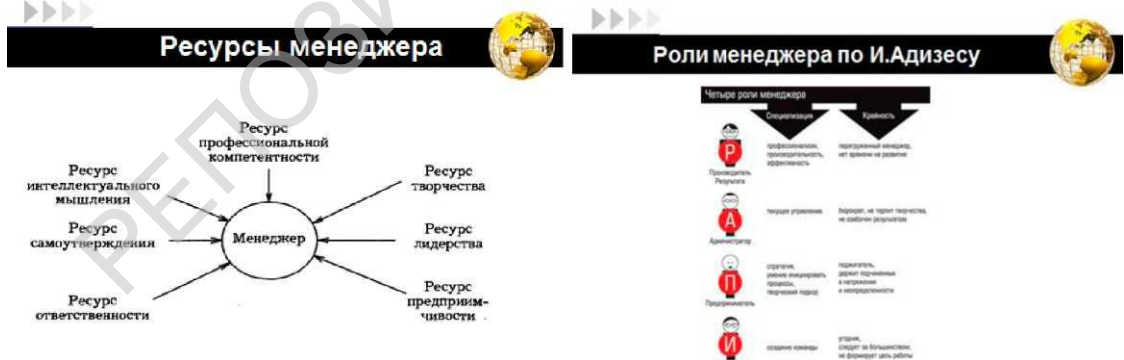 Ресурсы менеджера
Ресурс
профессиональной
компетентности
Ресурс
интеллектуального
мышления
Ресурс
самоутверждения
Ресурс
ответственности
Менеджер
Ресурс
творчества
Ресурс
лидерства
Ресурс
предприим-
чивости
РЕПОЗИ
Роли менеджера по И.Адизесу
Четыре роли менеджера
Специализация
Крайность
Р
Производитель
Результата
профессионализм,
производительность,
эффективность
перегруженный менеджер,
нет времени на развитие
А
Администратор
текущее управление
бюрократ, не терпит творчества,
не озабочен результатом
П
Предприниматель
стратегия,
умение инициировать
процессы,
творческий подход
поджигатель,
держит подчиненных
в напряжении
и неопределенности
И
создание команды
угодник,
следует за большинством,
не формирует цель работы